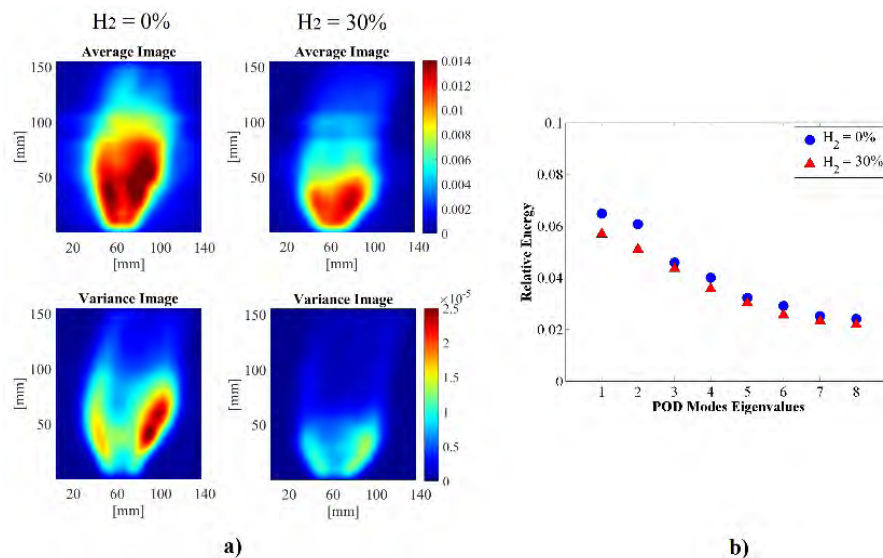 H2 = 0%
H2 = 30%
Average Image
Average Image
150
100
50
[mm]
20 60 100 140
[mm]
150
100
50
[mm]
20 60 100 140
[mm]
0.014
0.012
0.01
0.008
0.006
0.004
0.002
0
Variance Image
Variance Image
150
100
50
[mm]
20 60 100 140
[mm]
150
100
50
[mm]
20 60 100 140
[mm]
×10⁻⁵
2.5
2
1.5
1
0.5
0
a)
0.1
0.08
0.06
0.04
0.02
0
Relative Energy
H₂ = 0%
H₂ = 30%
1 2 3 4 5 6 7 8
POD Modes Eigenvalues
b)